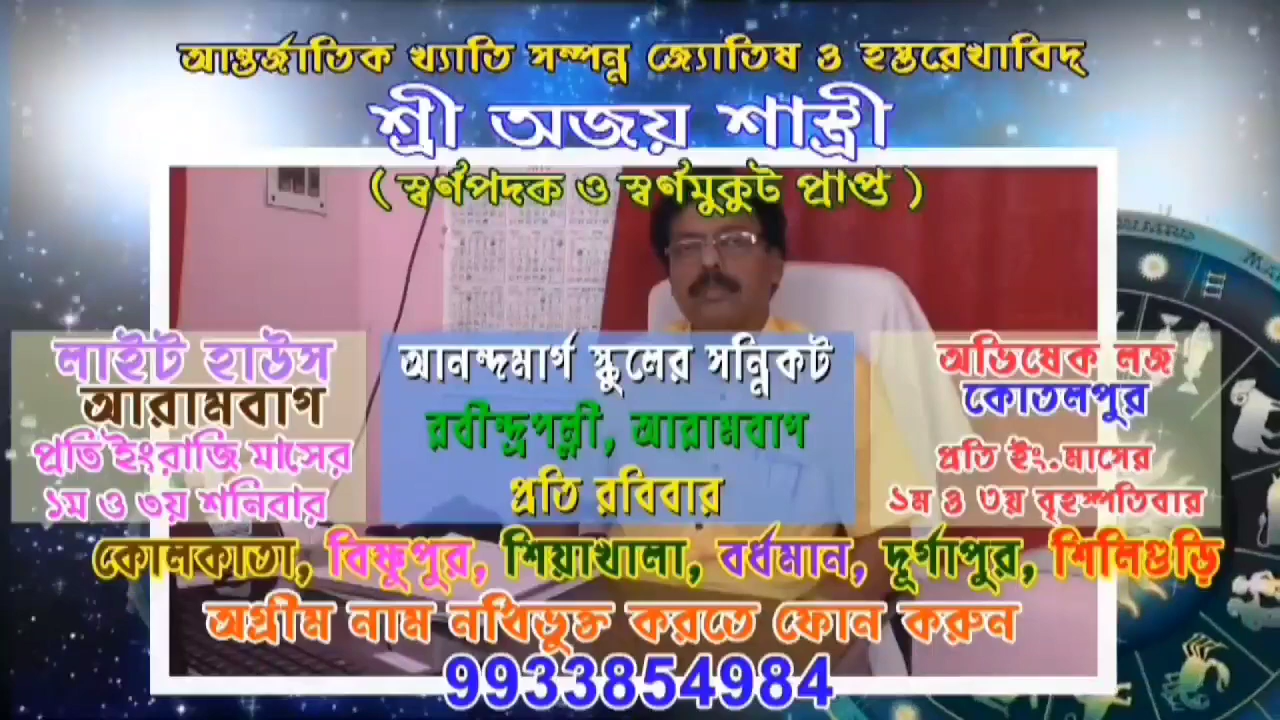 আন্তর্জাতিক খ্যাতি সম্পন্ন জ্যোতিষ ও হস্তরেখাবিদ
শ্রী অজয় শাস্ত্রী
( স্বর্ণপদক ও স্বর্ণমুকুট প্রাপ্ত )
লাইট হাউস
আরামবাগ
প্রতি ইংরাজি মাসের
১ম ও ৩য় শনিবার
আনন্দমার্গ স্কুলের সন্নিকট
রবীন্দ্রপল্লী, আরামবাগ
প্রতি রবিবার
অভিষেক লজ
কোতলপুর
প্রতি ইং.মাসের
১ম ও ৩য় বৃহস্পতিবার
কোলকাতা, বিষ্ণুপুর, শিয়াখালা, বর্ধমান, দূর্গাপুর, শিলিগুড়ি
অগ্রীম নাম নথিভুক্ত করতে ফোন করুন
9933854984